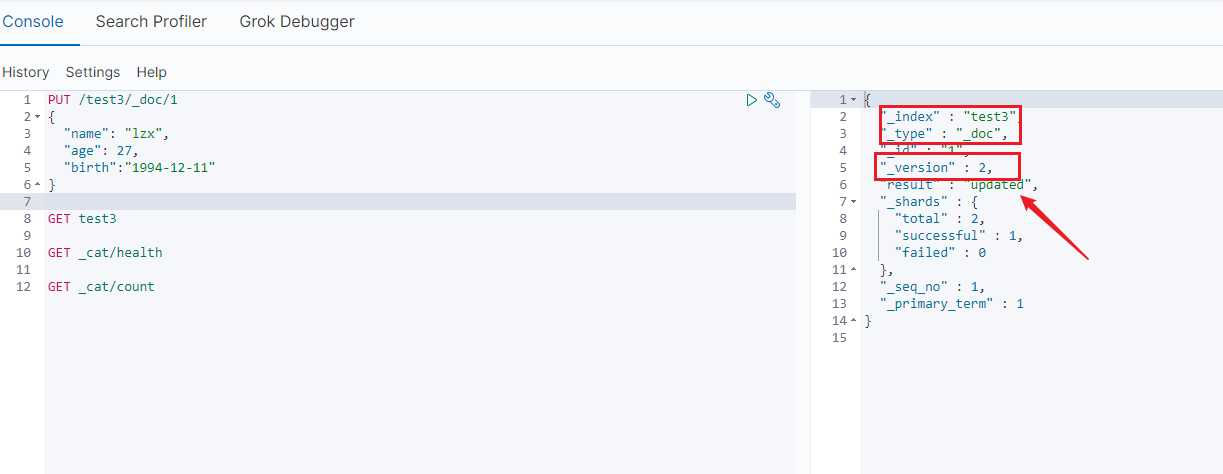 Console Search Profiler Grok Debugger
History Settings Help
1 PUT /test3/_doc/1
2 {
3 "name": "lzx",
4 "age": 27,
5 "birth":"1994-12-11"
6 }
7
8 GET test3
9
10 GET _cat/health
11
12 GET _cat/count
1 {
2 "_index" : "test3",
3 "_type" : "_doc",
4 "_id" : "1",
5 "_version" : 2,
6 "result" : "updated",
7 "_shards" : {
8 "total" : 2,
9 "successful" : 1,
10 "failed" : 0
11 },
12 "_seq_no" : 1,
13 "_primary_term" : 1
14 }
15